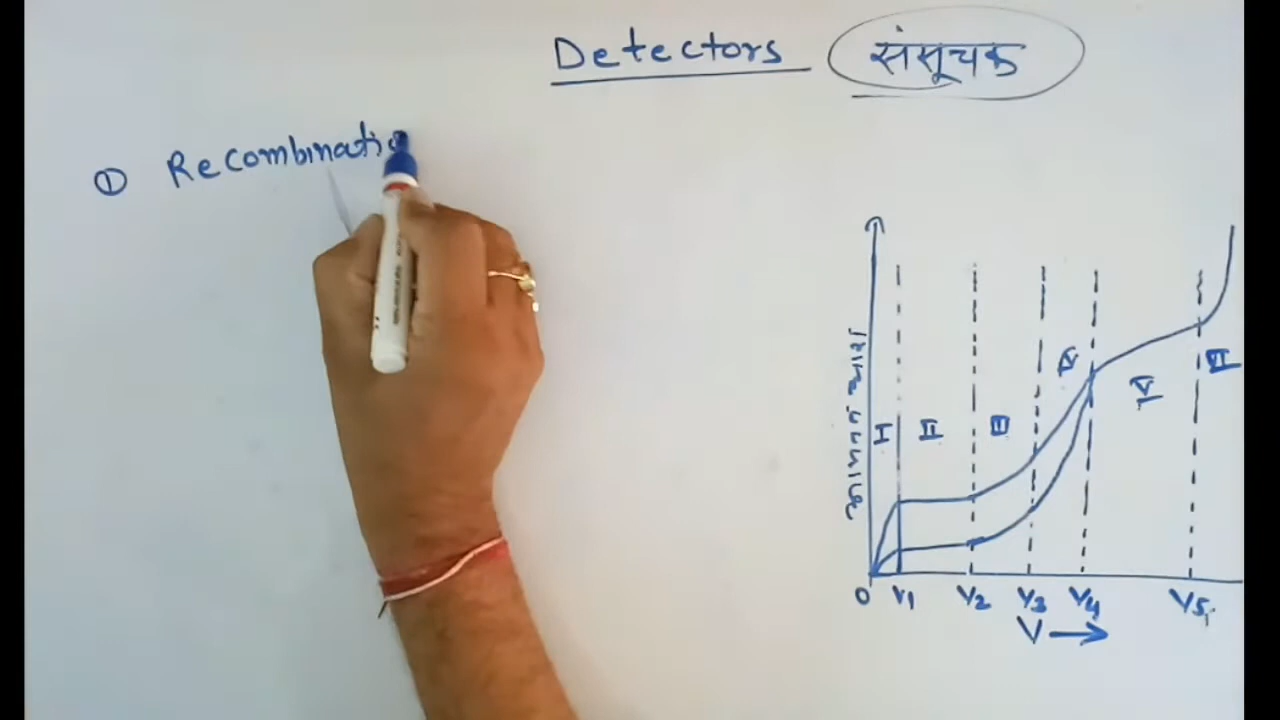 Detectors संसूचक
① Recombinatio
I II III IV V VI
0 V1 V2 V3 V4 V5
V →